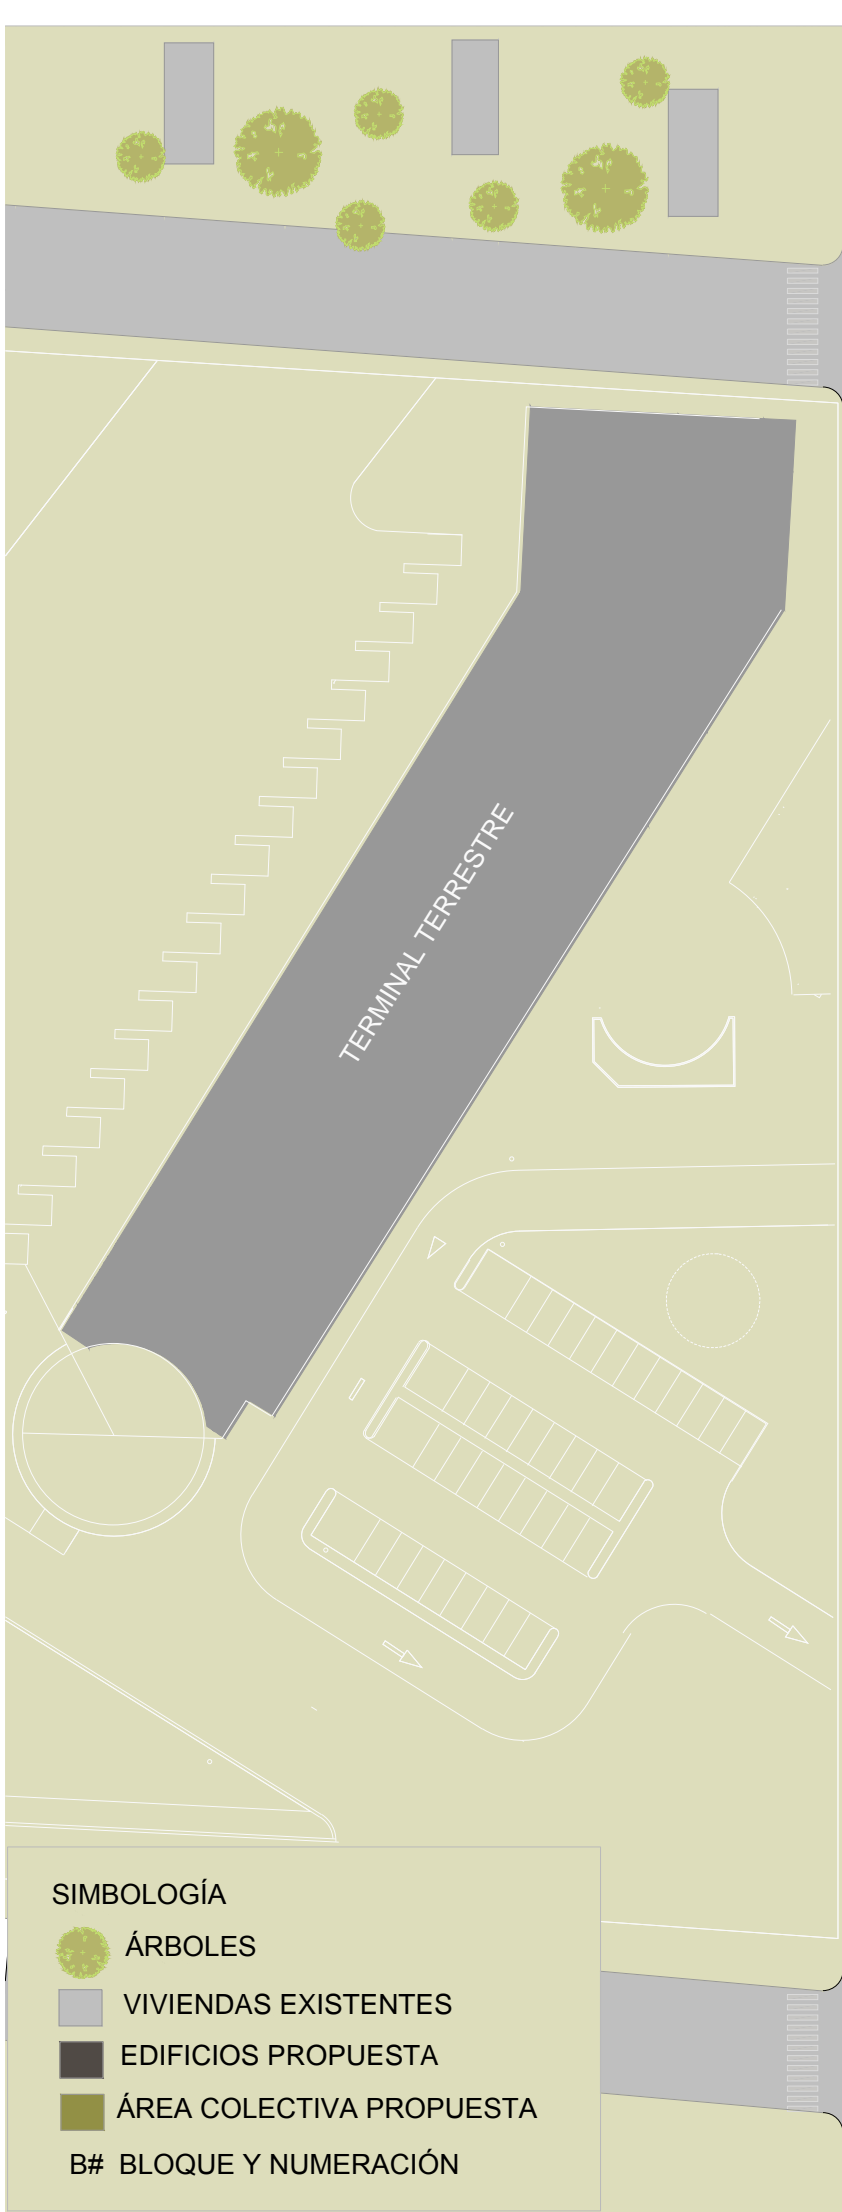 TERMINAL TERRESTRE
SIMBOLOGÍA
ÁRBOLES
VIVIENDAS EXISTENTES
EDIFICIOS PROPUESTA
ÁREA COLECTIVA PROPUESTA
B# BLOQUE Y NUMERACIÓN